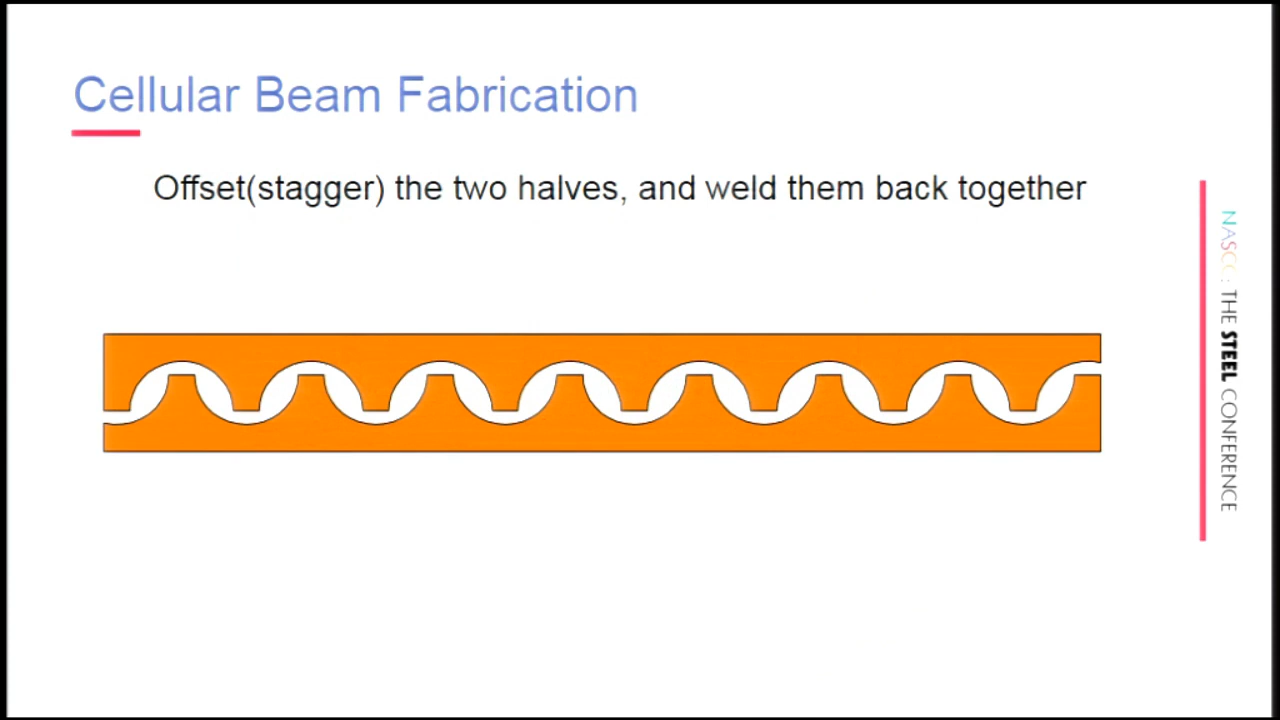 Cellular Beam Fabrication
Offset(stagger) the two halves, and weld them back together
NASCC: THE STEEL CONFERENCE